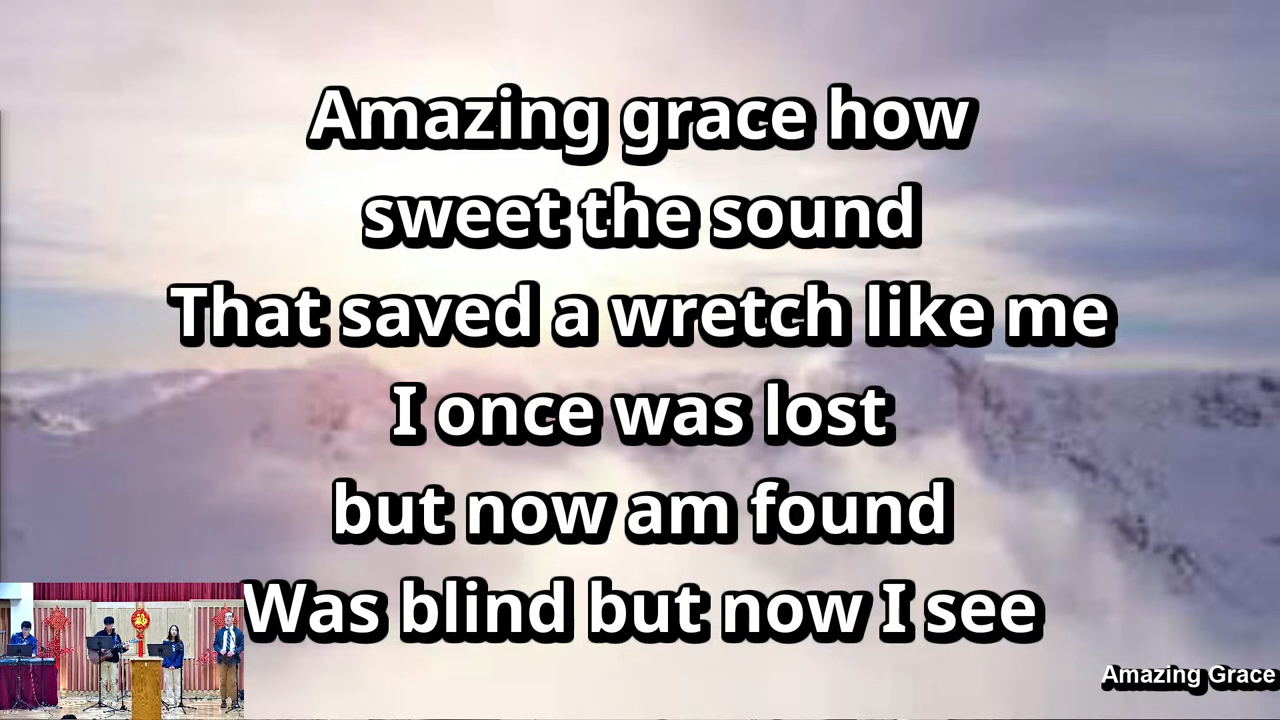 Amazing grace how
sweet the sound
That saved a wretch like me
I once was lost
but now am found
Was blind but now I see
Amazing Grace